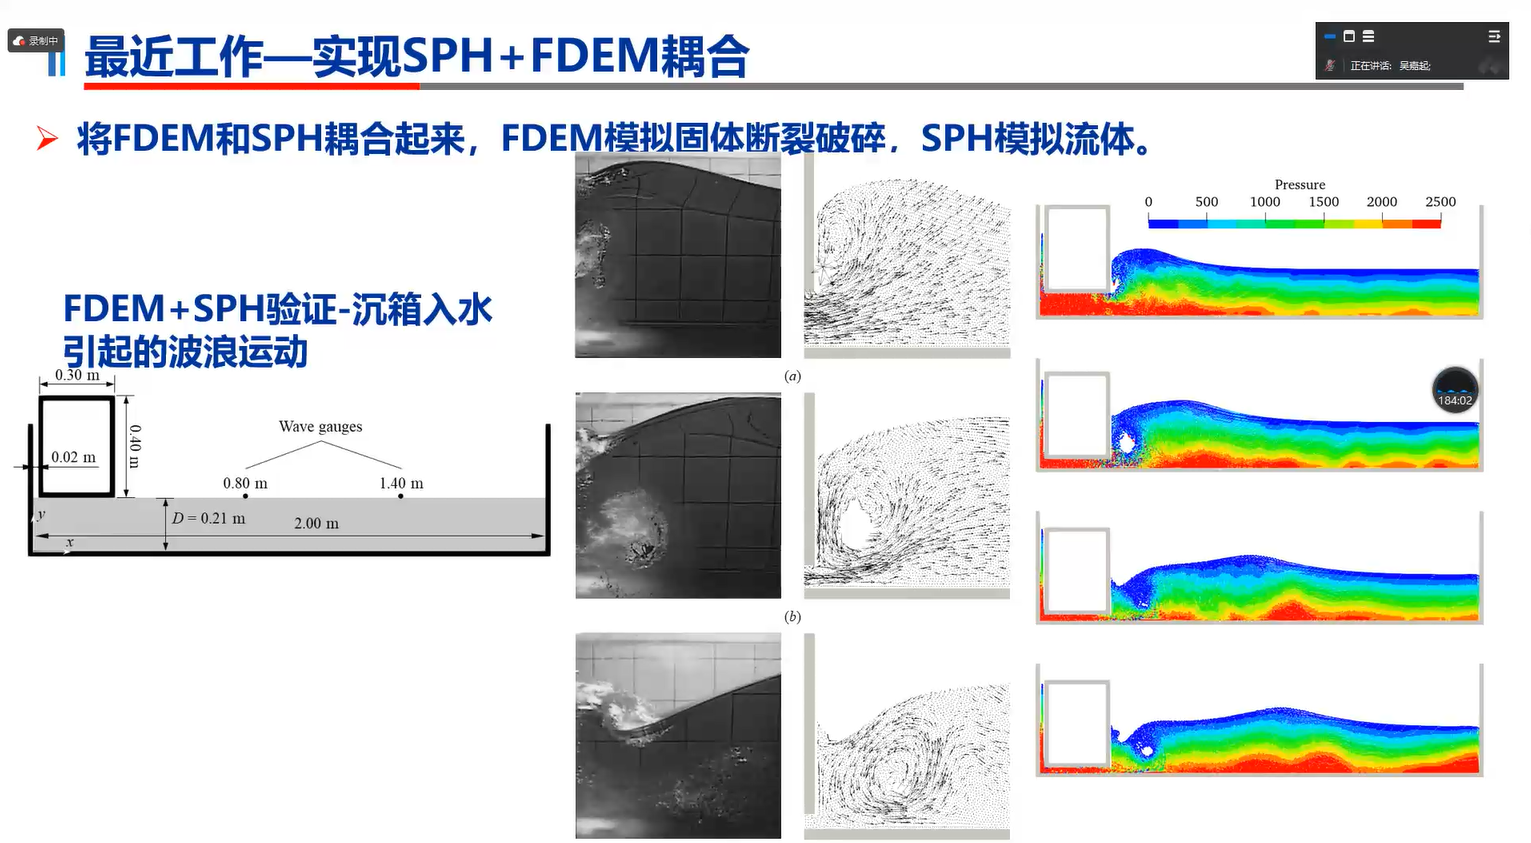 录制中
最近工作—实现SPH+FDEM耦合
正在讲话: 吴嘉起;
将FDEM和SPH耦合起来，FDEM模拟固体断裂破碎，SPH模拟流体。
Pressure
0 500 1000 1500 2000 2500
FDEM+SPH验证-沉箱入水
引起的波浪运动
0.30 m
0.40 m
0.02 m
Wave gauges
0.80 m
1.40 m
D = 0.21 m
2.00 m
y
x
(a)
184:02
(b)